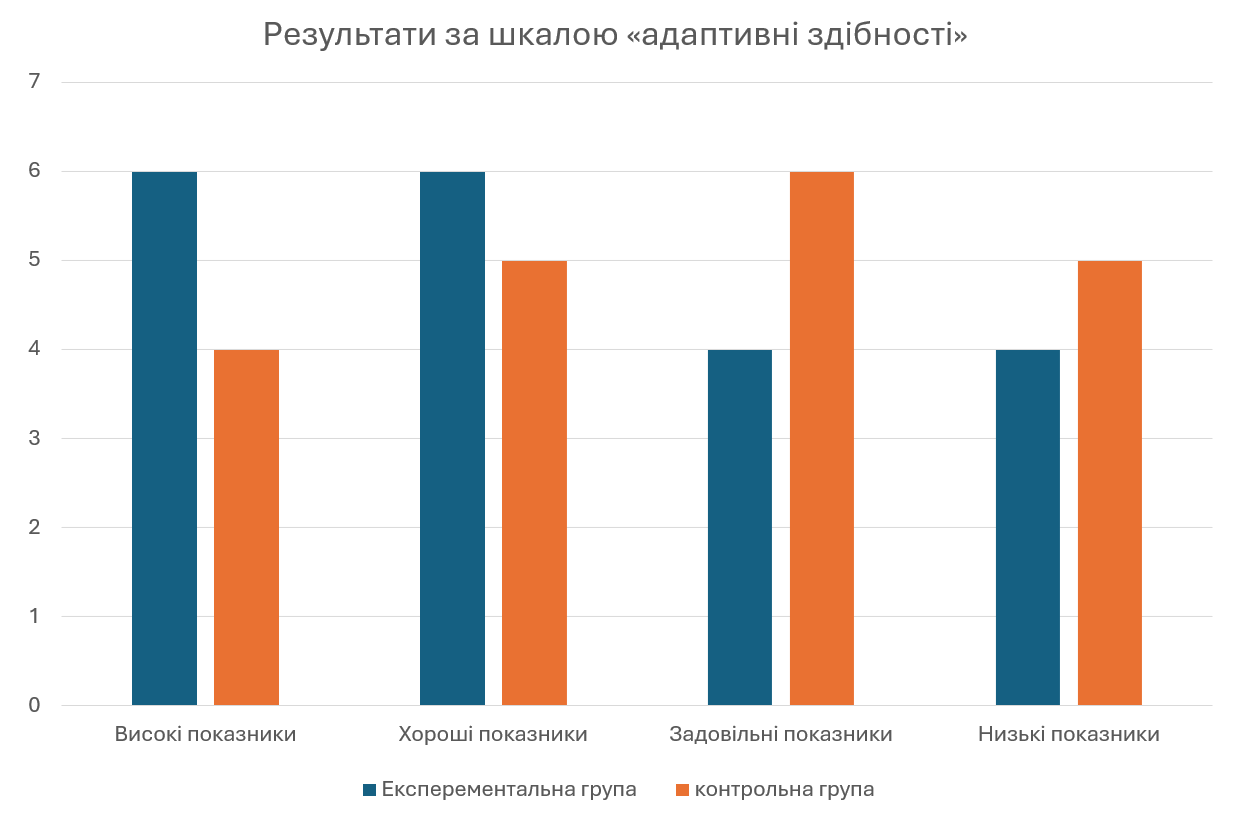 Результати за шкалою «адаптивні здібності»
7
6
5
4
3
2
1
0
Високі показники
Хороші показники
Задовільні показники
Низькі показники
Експерементальна група
контрольна група